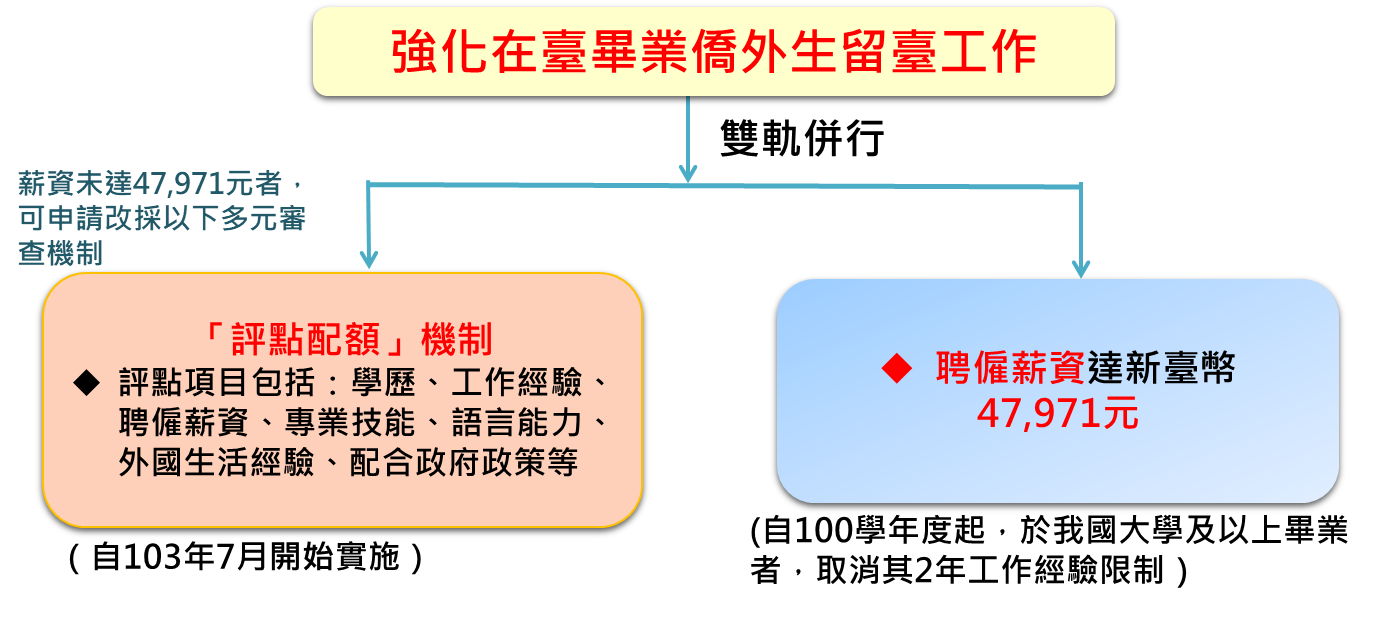 強化在臺畢業僑外生留臺工作
雙軌併行
薪資未達47,971元者，
可申請改採以下多元審
查機制
「評點配額」機制
◆ 評點項目包括：學歷、工作經驗、
聘僱薪資、專業技能、語言能力、
外國生活經驗、配合政府政策等
（自103年7月開始實施）
◆ 聘僱薪資達新臺幣
47,971元
(自100學年度起，於我國大學及以上畢業
者，取消其2年工作經驗限制）